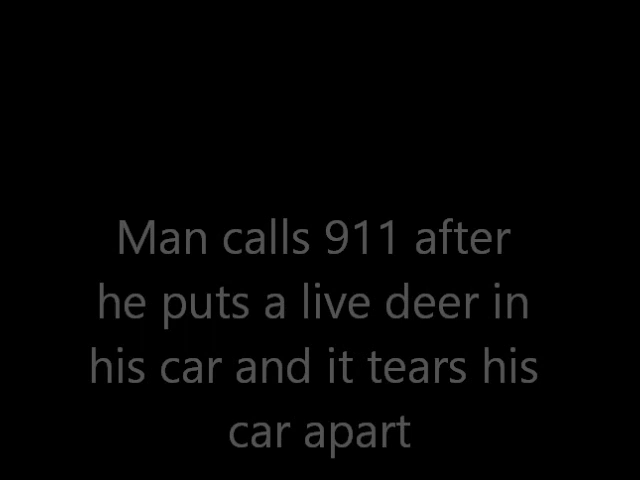 Man calls 911 after
he puts a live deer in
his car and it tears his
car apart